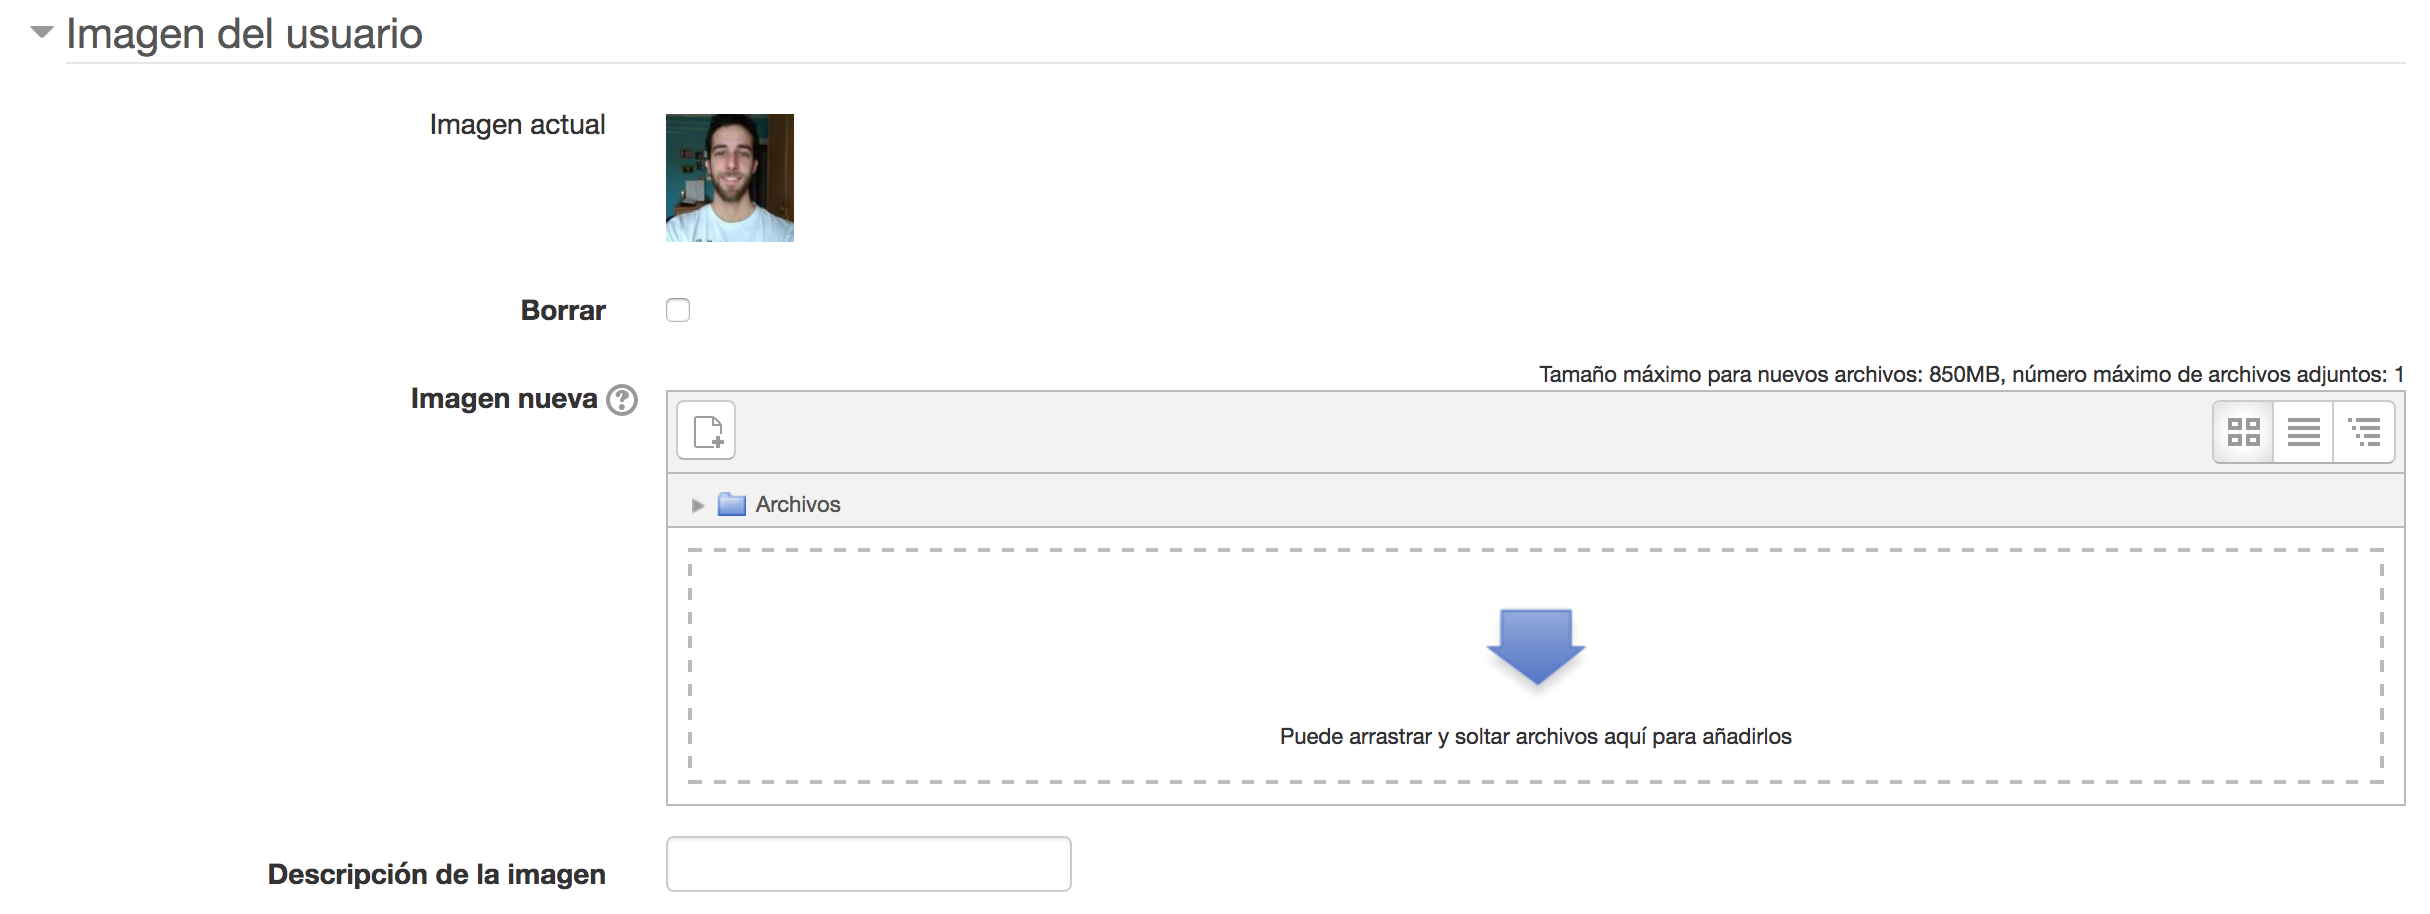 Imagen del usuario
Imagen actual
Borrar
Tamaño máximo para nuevos archivos: 850MB, número máximo de archivos adjuntos: 1
Imagen nueva
Archivos
Puede arrastrar y soltar archivos aquí para añadirlos
Descripción de la imagen